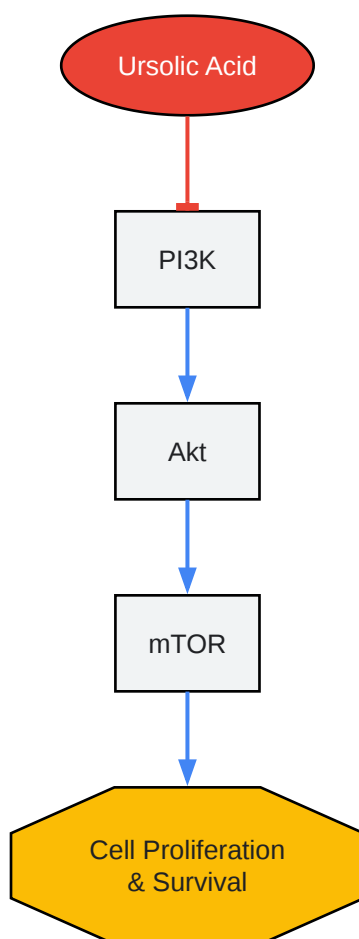 Ursolic Acid
PI3K
Akt
mTOR
Cell Proliferation
& Survival